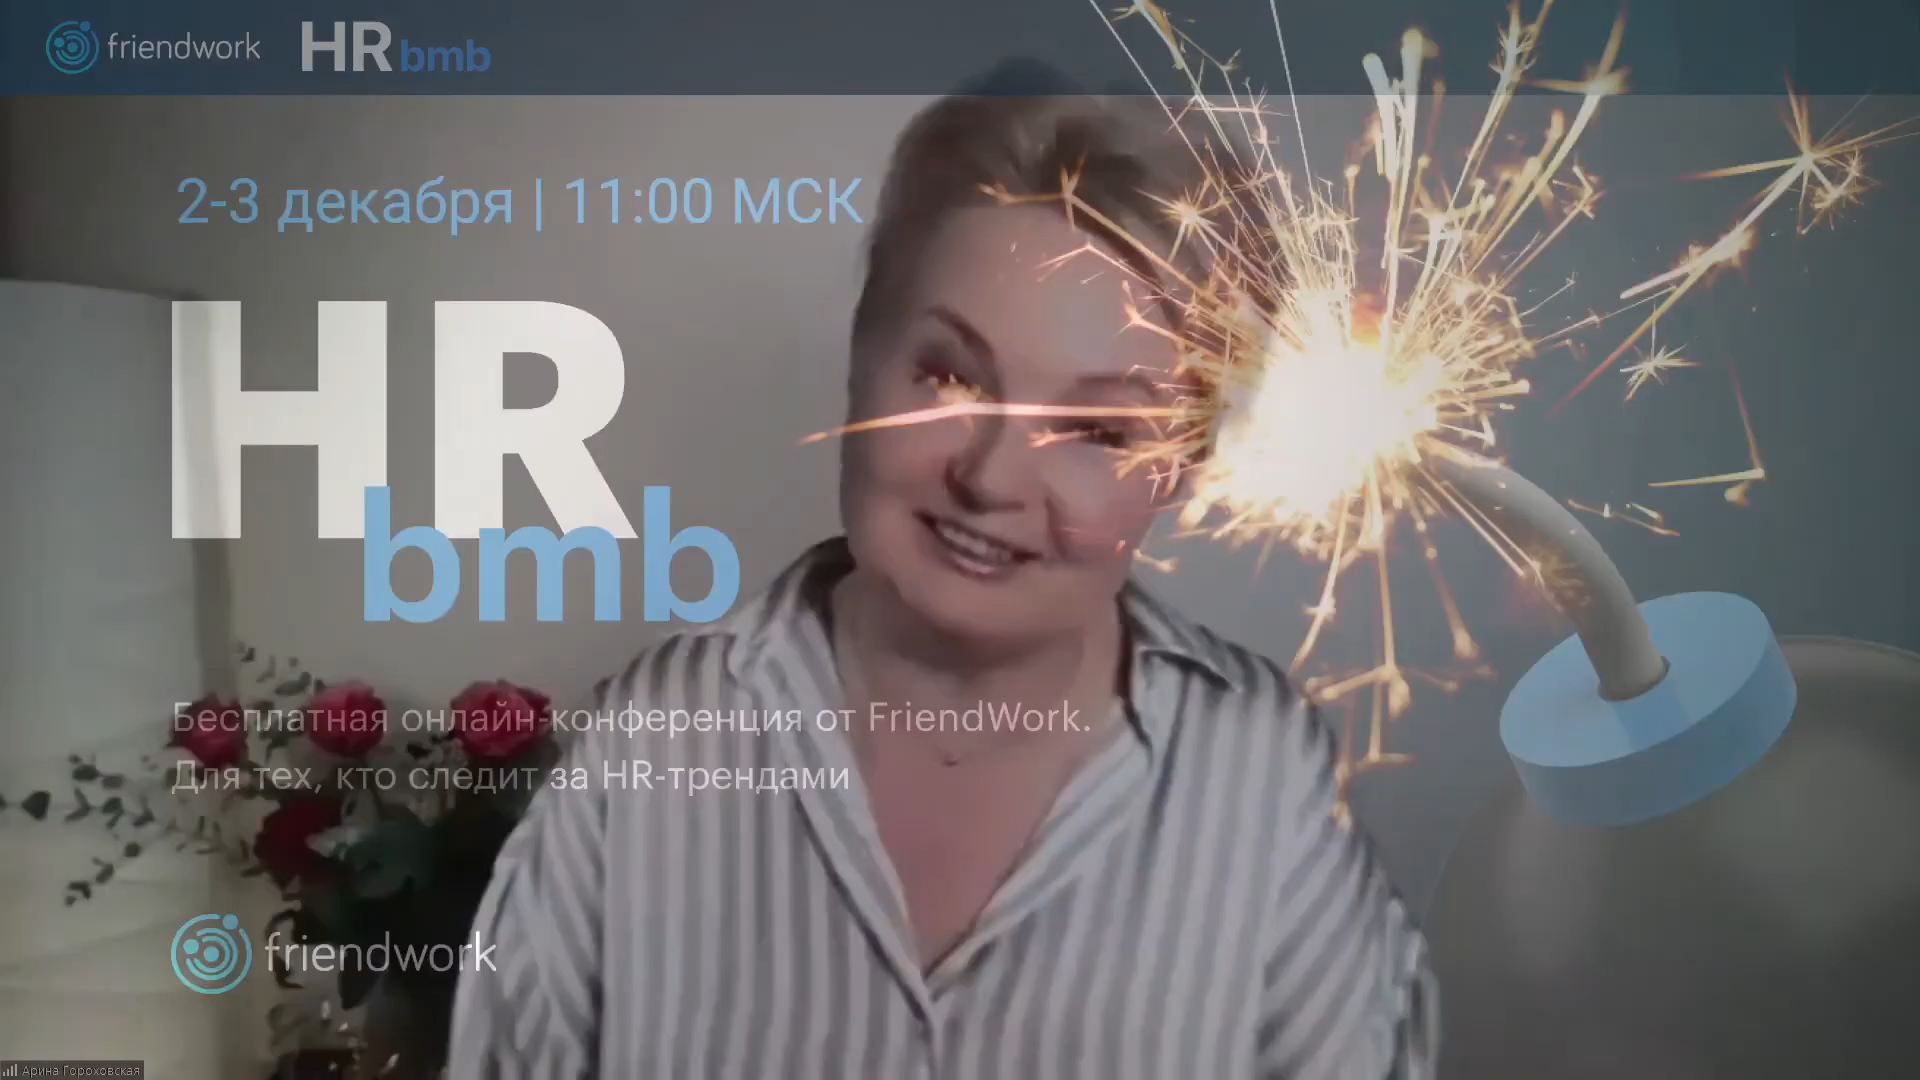 friendwork HR bmb
2-3 декабря | 11:00 МСК
HR
bmb
Бесплатная онлайн-конференция от FriendWork.
Для тех, кто следит за HR-трендами
friendwork
Арина Гороховская